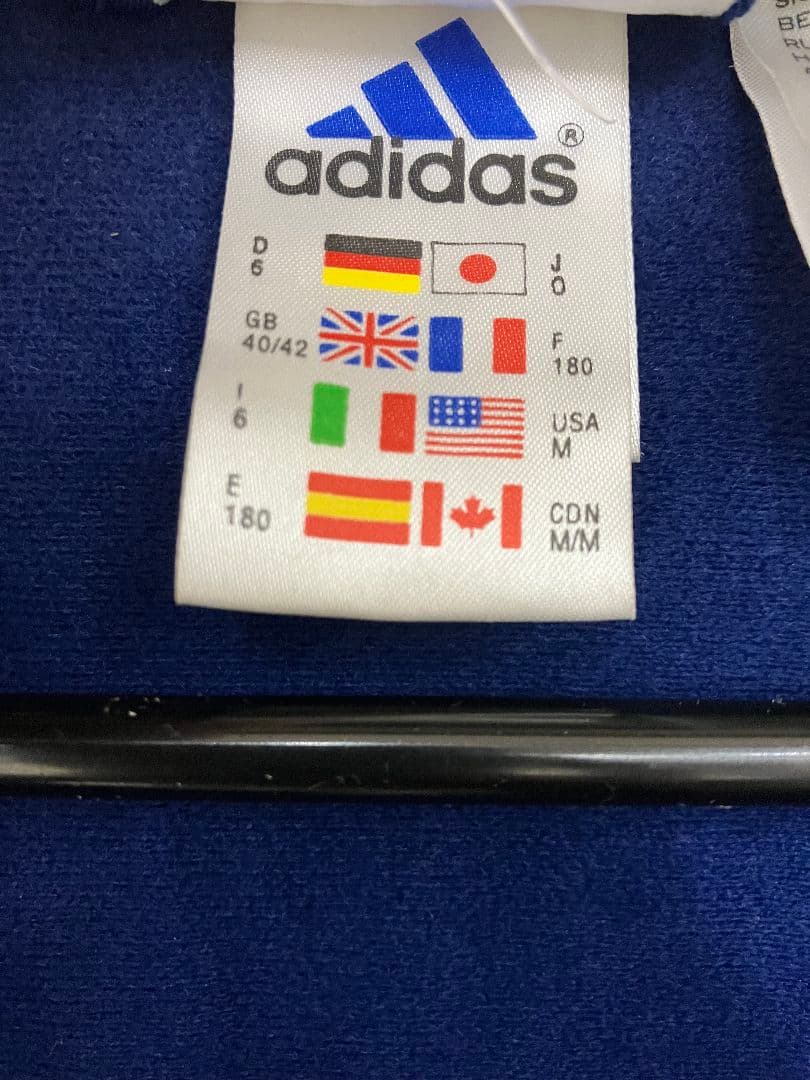 adidas®
D
6
J
O
GB
40/42
F
180
I
6
USA
M
E
180
CDN
M/M
BE